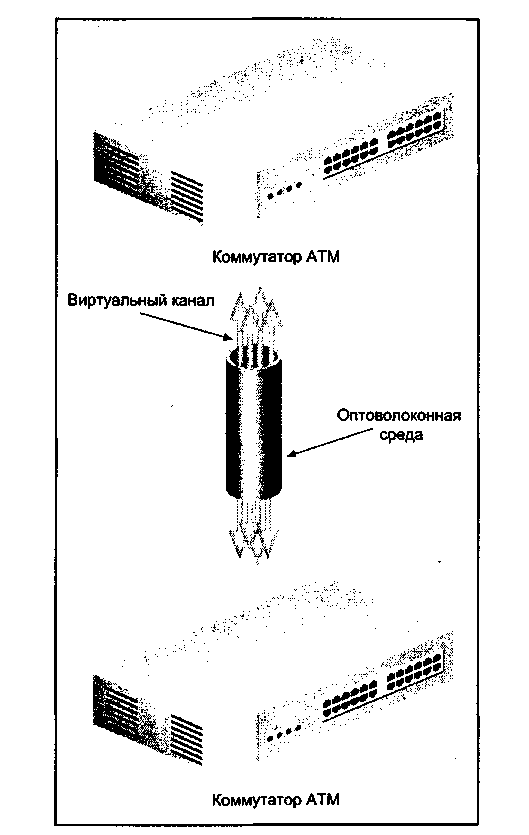 Коммутатор АТМ
Виртуальный канал
Оптоволоконная
среда
Коммутатор АТМ